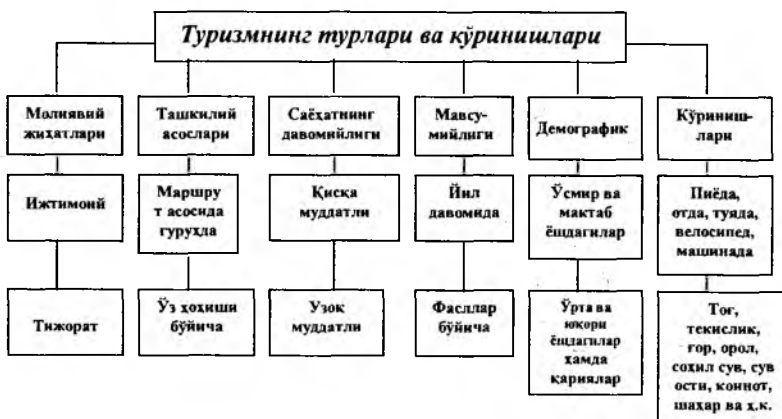 Туризмнинг турлари ва кўринишлари
Молиявий
жиҳатлари
Ташкилий
асослари
Саёҳатнинг
давомийлиги
Мавсу-
мийлиги
Демографик
Кўриниш-
лари
Ижтимоий
Маршру
т асосида
гуруҳда
Қисқа
муддатли
Йил
давомида
Ўсмир ва
мактаб
ёшдагилар
Пиёда,
отда, туяда,
велосипед,
машинада
Тижорат
Ўз ҳоҳиши
бўйича
Узоқ
муддатли
Фасллар
бўйича
Ўрта ва
юқори
ёшдагилар
ҳамда
қариялар
Тоғ,
текислик,
ғор, орол,
соҳил сув, сув
ости, коинот,
шаҳар ва ҳ.к.